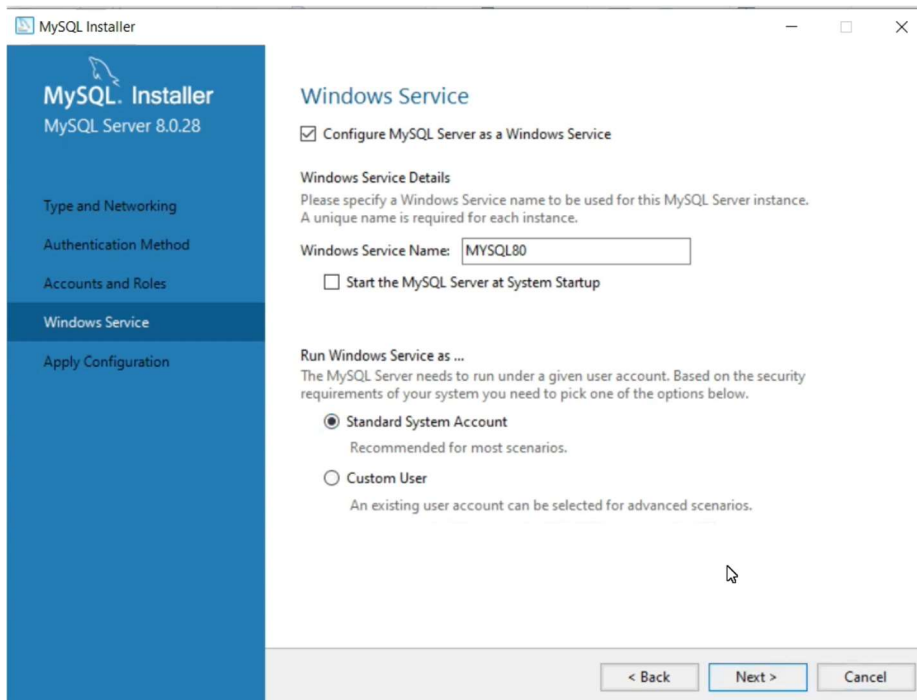 MySQL Installer
MySQL. Installer
MySQL Server 8.0.28
Type and Networking
Authentication Method
Accounts and Roles
Windows Service
Apply Configuration
Windows Service
Configure MySQL Server as a Windows Service
Windows Service Details
Please specify a Windows Service name to be used for this MySQL Server instance.
A unique name is required for each instance.
Windows Service Name: MYSQL80
Start the MySQL Server at System Startup
Run Windows Service as ...
The MySQL Server needs to run under a given user account. Based on the security
requirements of your system you need to pick one of the options below.
Standard System Account
Recommended for most scenarios.
Custom User
An existing user account can be selected for advanced scenarios.
< Back Next > Cancel